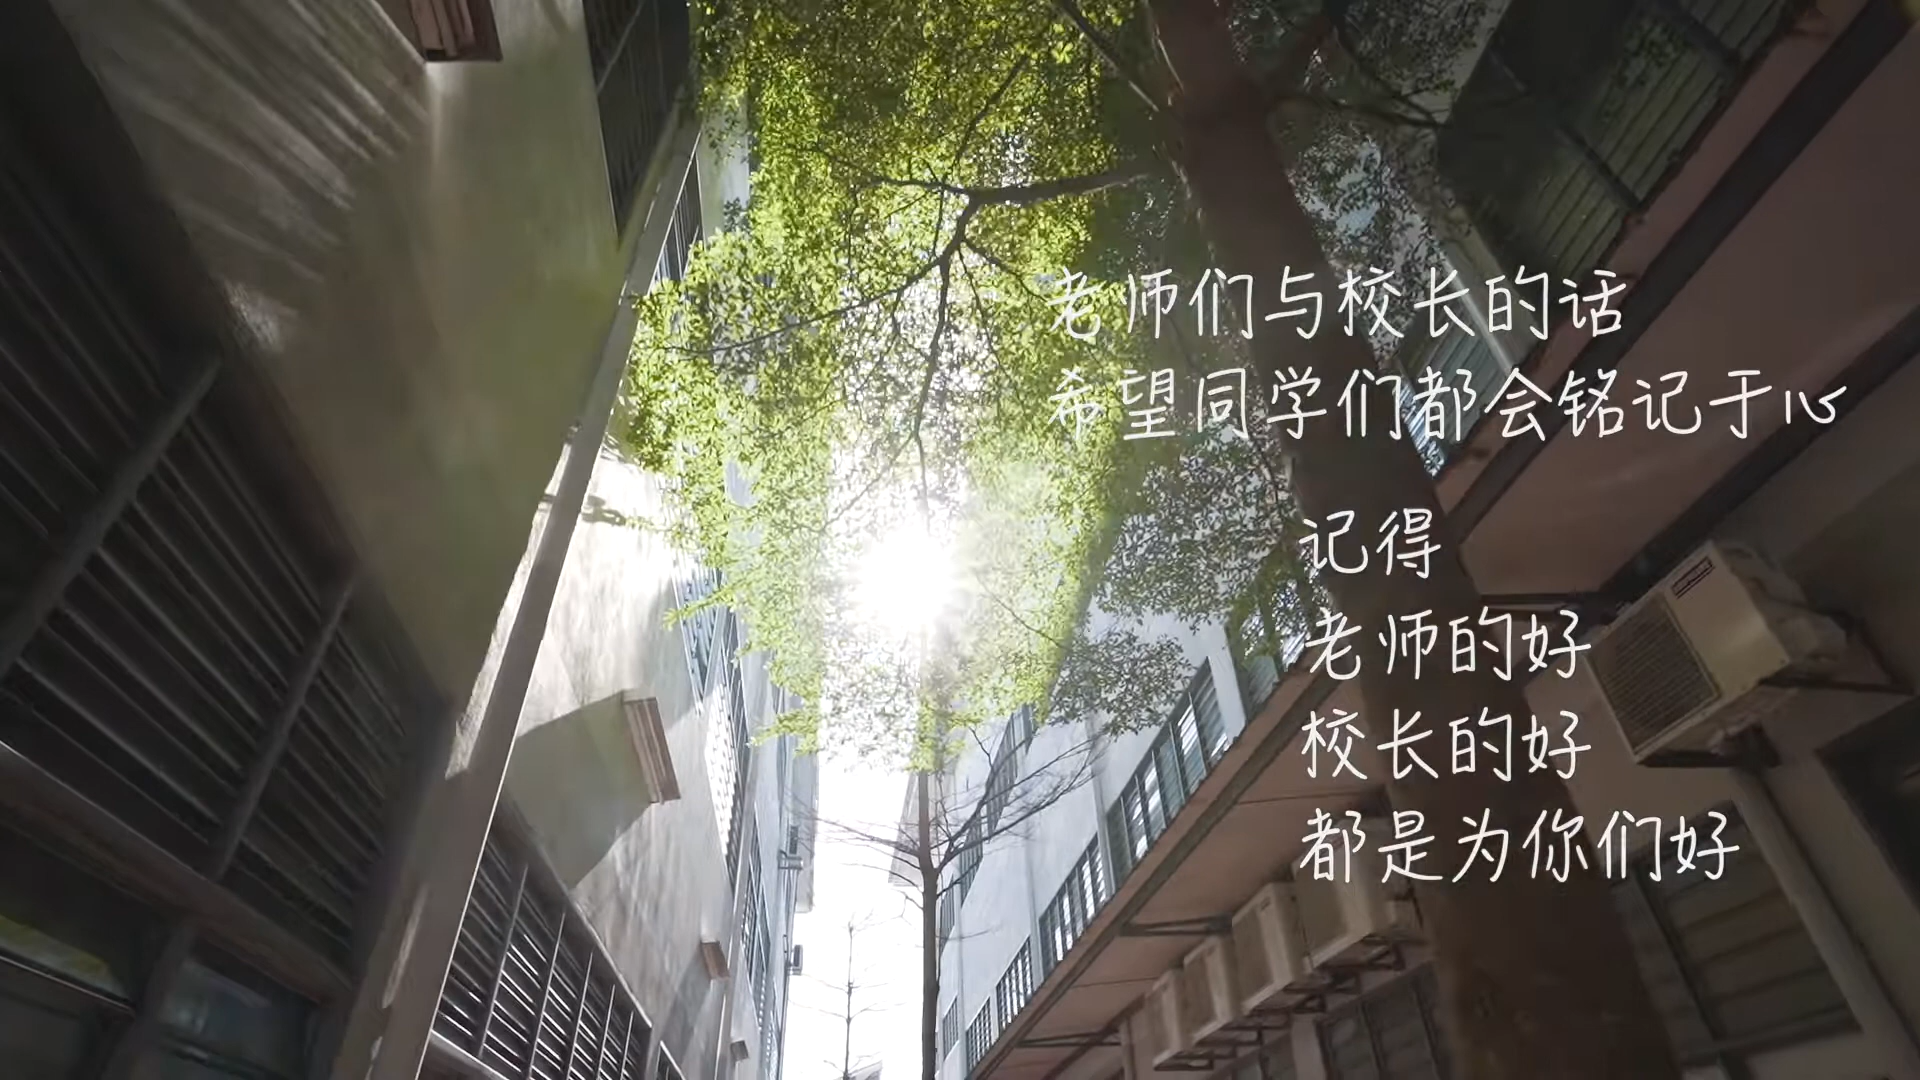 老师们与校长的话
希望同学们都会铭记于心
记得
老师的好
校长的好
都是为你们好